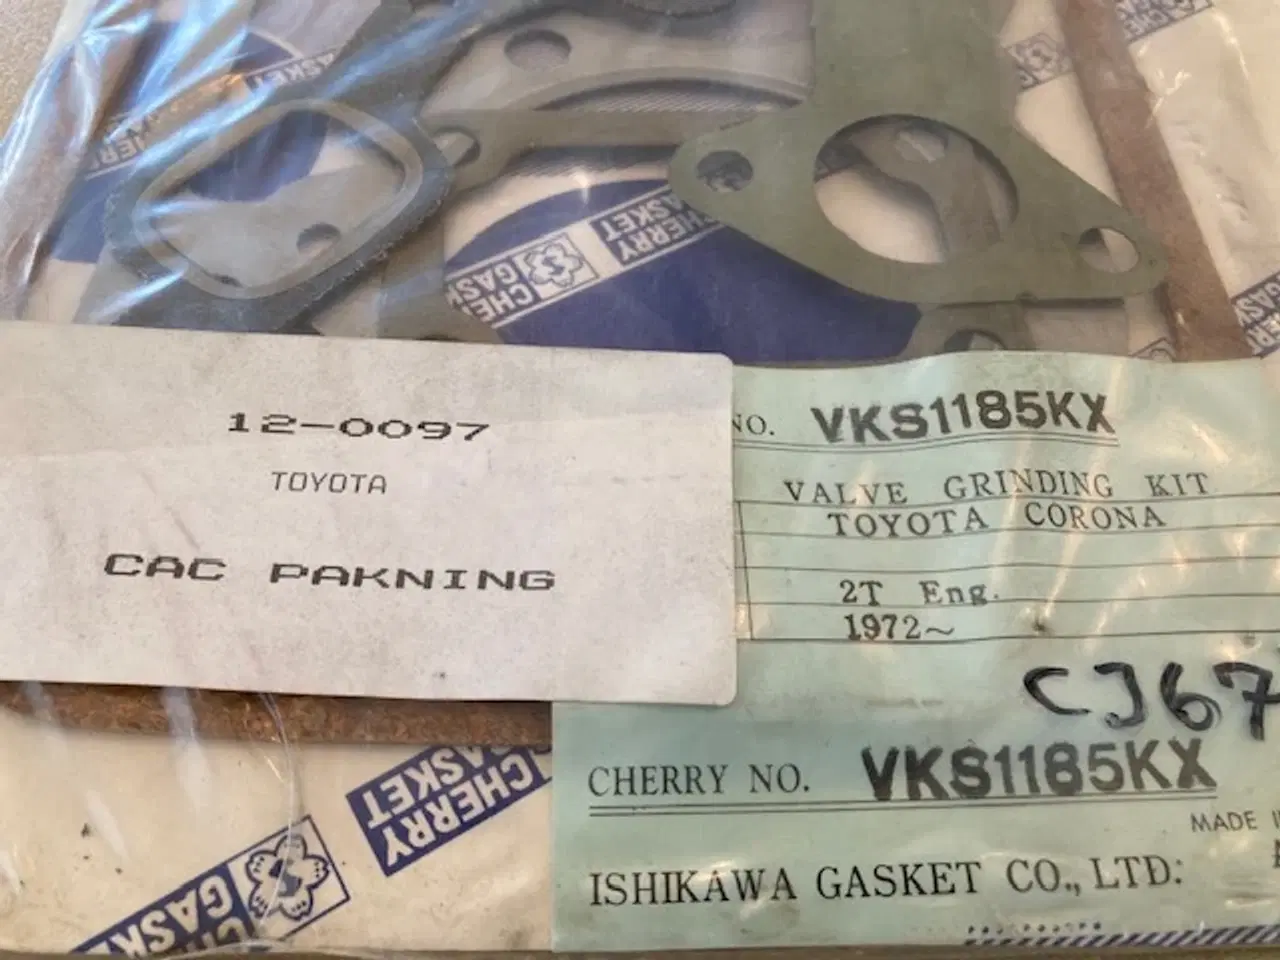 CHERRY
GASKET
CHERRY
GASKET
12-0097
TOYOTA
CAC PAKNING
NO. VKS1185KX
VALVE GRINDING KIT
TOYOTA CORONA
2T Eng.
1972~
CJ67
CHERRY NO. VKS1185KX
MADE
ISHIKAWA GASKET CO., LTD:
CHERRY
GASKET
GASK